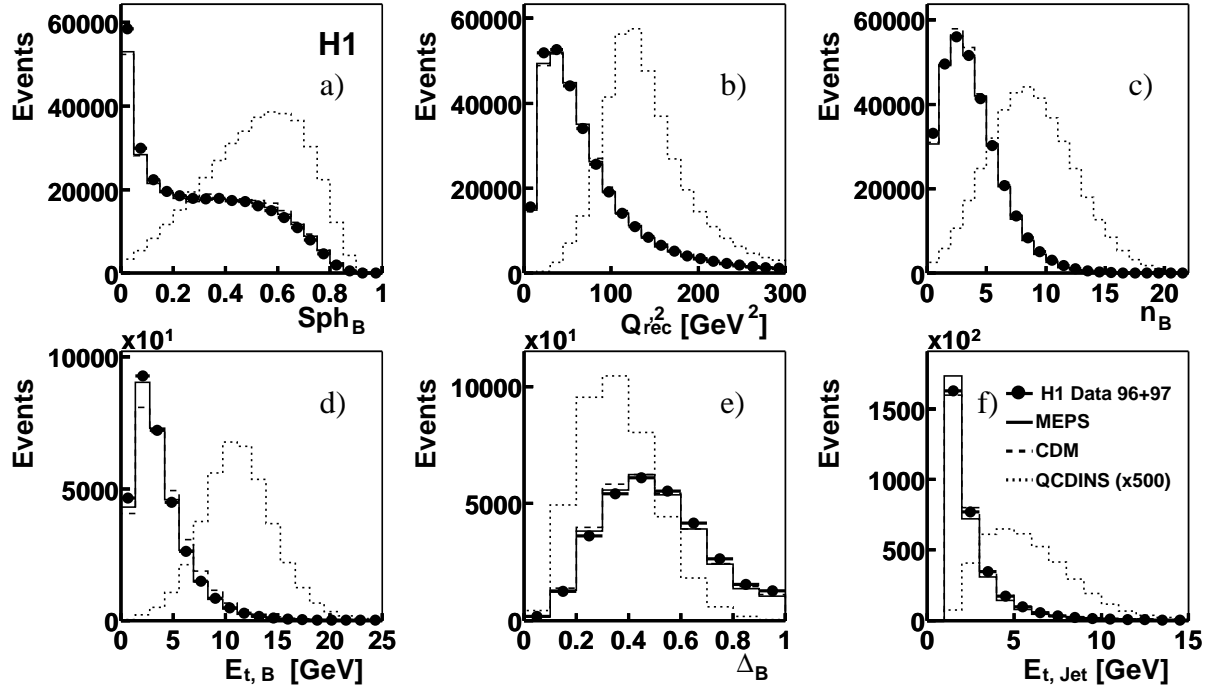 H1
a)
Events
60000
40000
20000
0
0 0.2 0.4 0.6 0.8 1
Sph_B
b)
Events
60000
40000
20000
0
0 100 200 300
Q'^2_rec [GeV^2]
c)
Events
60000
40000
20000
0
0 5 10 15 20
n_B
x10^1
d)
Events
10000
5000
0
0 5 10 15 20 25
E_t, B [GeV]
x10^1
e)
Events
10000
5000
0
0 0.2 0.4 0.6 0.8 1
Δ_B
x10^2
f)
H1 Data 96+97
MEPS
CDM
QCDINS (x500)
Events
1500
1000
500
0
0 5 10 15
E_t, Jet [GeV]